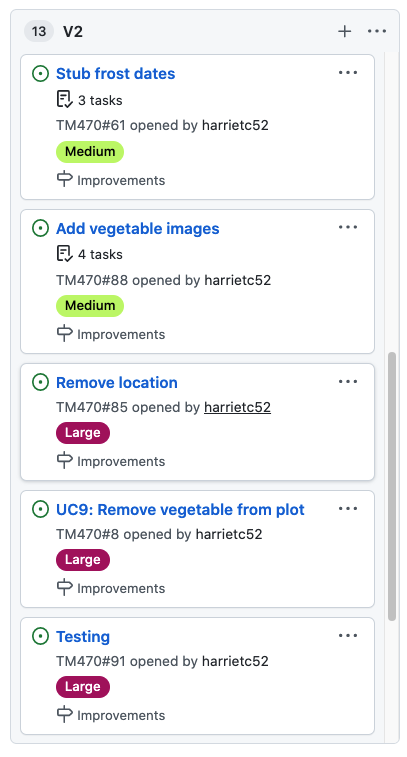 13 V2
Stub frost dates
3 tasks
TM470#61 opened by harrietc52
Medium
Improvements
Add vegetable images
4 tasks
TM470#88 opened by harrietc52
Medium
Improvements
Remove location
TM470#85 opened by harrietc52
Large
Improvements
UC9: Remove vegetable from plot
TM470#8 opened by harrietc52
Large
Improvements
Testing
TM470#91 opened by harrietc52
Large
Improvements